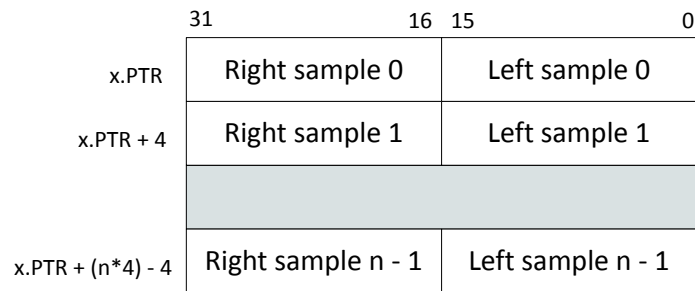 31 16 15 0
x.PTR Right sample 0 Left sample 0
x.PTR + 4 Right sample 1 Left sample 1
x.PTR + (n*4) - 4 Right sample n - 1 Left sample n - 1